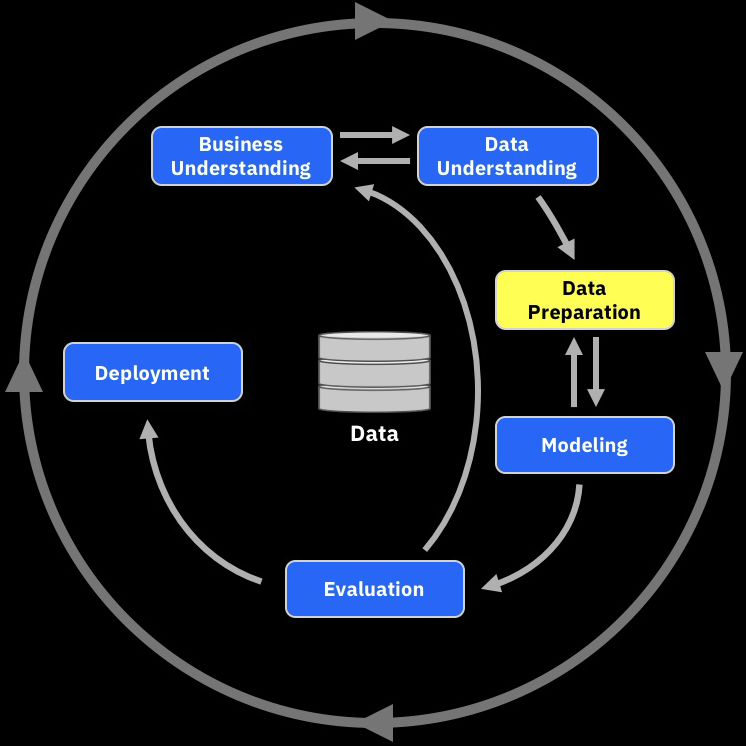 Business
Understanding
Data
Understanding
Data
Preparation
Deployment
Data
Modeling
Evaluation